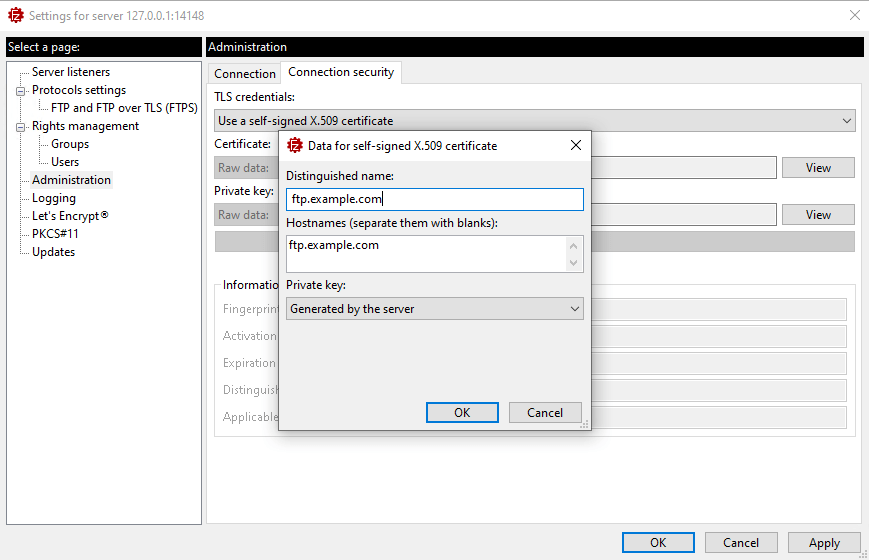 Settings for server 127.0.0.1:14148
Select a page:
Server listeners
Protocols settings
FTP and FTP over TLS (FTPS)
Rights management
Groups
Users
Administration
Logging
Let's Encrypt®
PKCS#11
Updates
Administration
Connection
Connection security
TLS credentials:
Use a self-signed X.509 certificate
Certificate:
Raw data:
View
Private key:
Raw data:
View
Data for self-signed X.509 certificate
Distinguished name:
ftp.example.com
Hostnames (separate them with blanks):
ftp.example.com
Private key:
Generated by the server
OK
Cancel
Activation
Expiration
Applicable
OK
Cancel
Apply